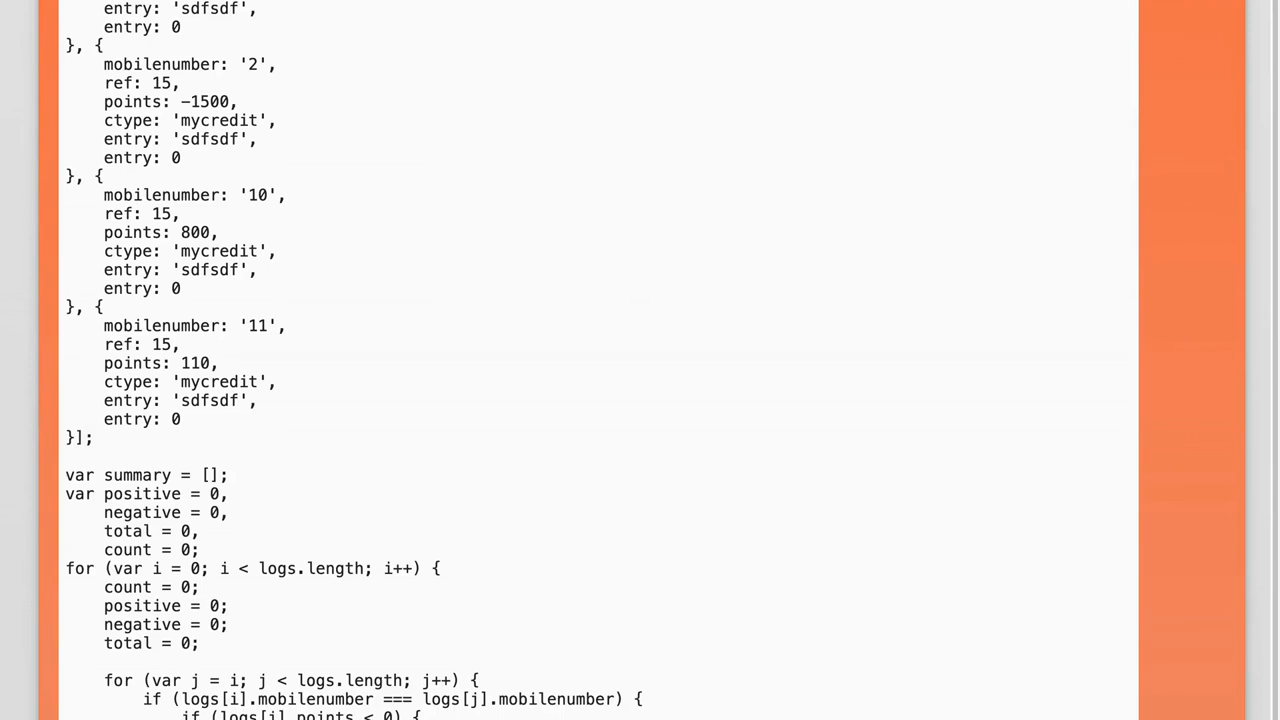 entry: 'sdfsdf',
entry: 0
}, {
mobilenumber: '2',
ref: 15,
points: -1500,
ctype: 'mycredit',
entry: 'sdfsdf',
entry: 0
}, {
mobilenumber: '10',
ref: 15,
points: 800,
ctype: 'mycredit',
entry: 'sdfsdf',
entry: 0
}, {
mobilenumber: '11',
ref: 15,
points: 110,
ctype: 'mycredit',
entry: 'sdfsdf',
entry: 0
}];
var summary = [];
var positive = 0,
negative = 0,
total = 0,
count = 0;
for (var i = 0; i < logs.length; i++) {
count = 0;
positive = 0;
negative = 0;
total = 0;
for (var j = i; j < logs.length; j++) {
if (logs[i].mobilenumber === logs[j].mobilenumber) {